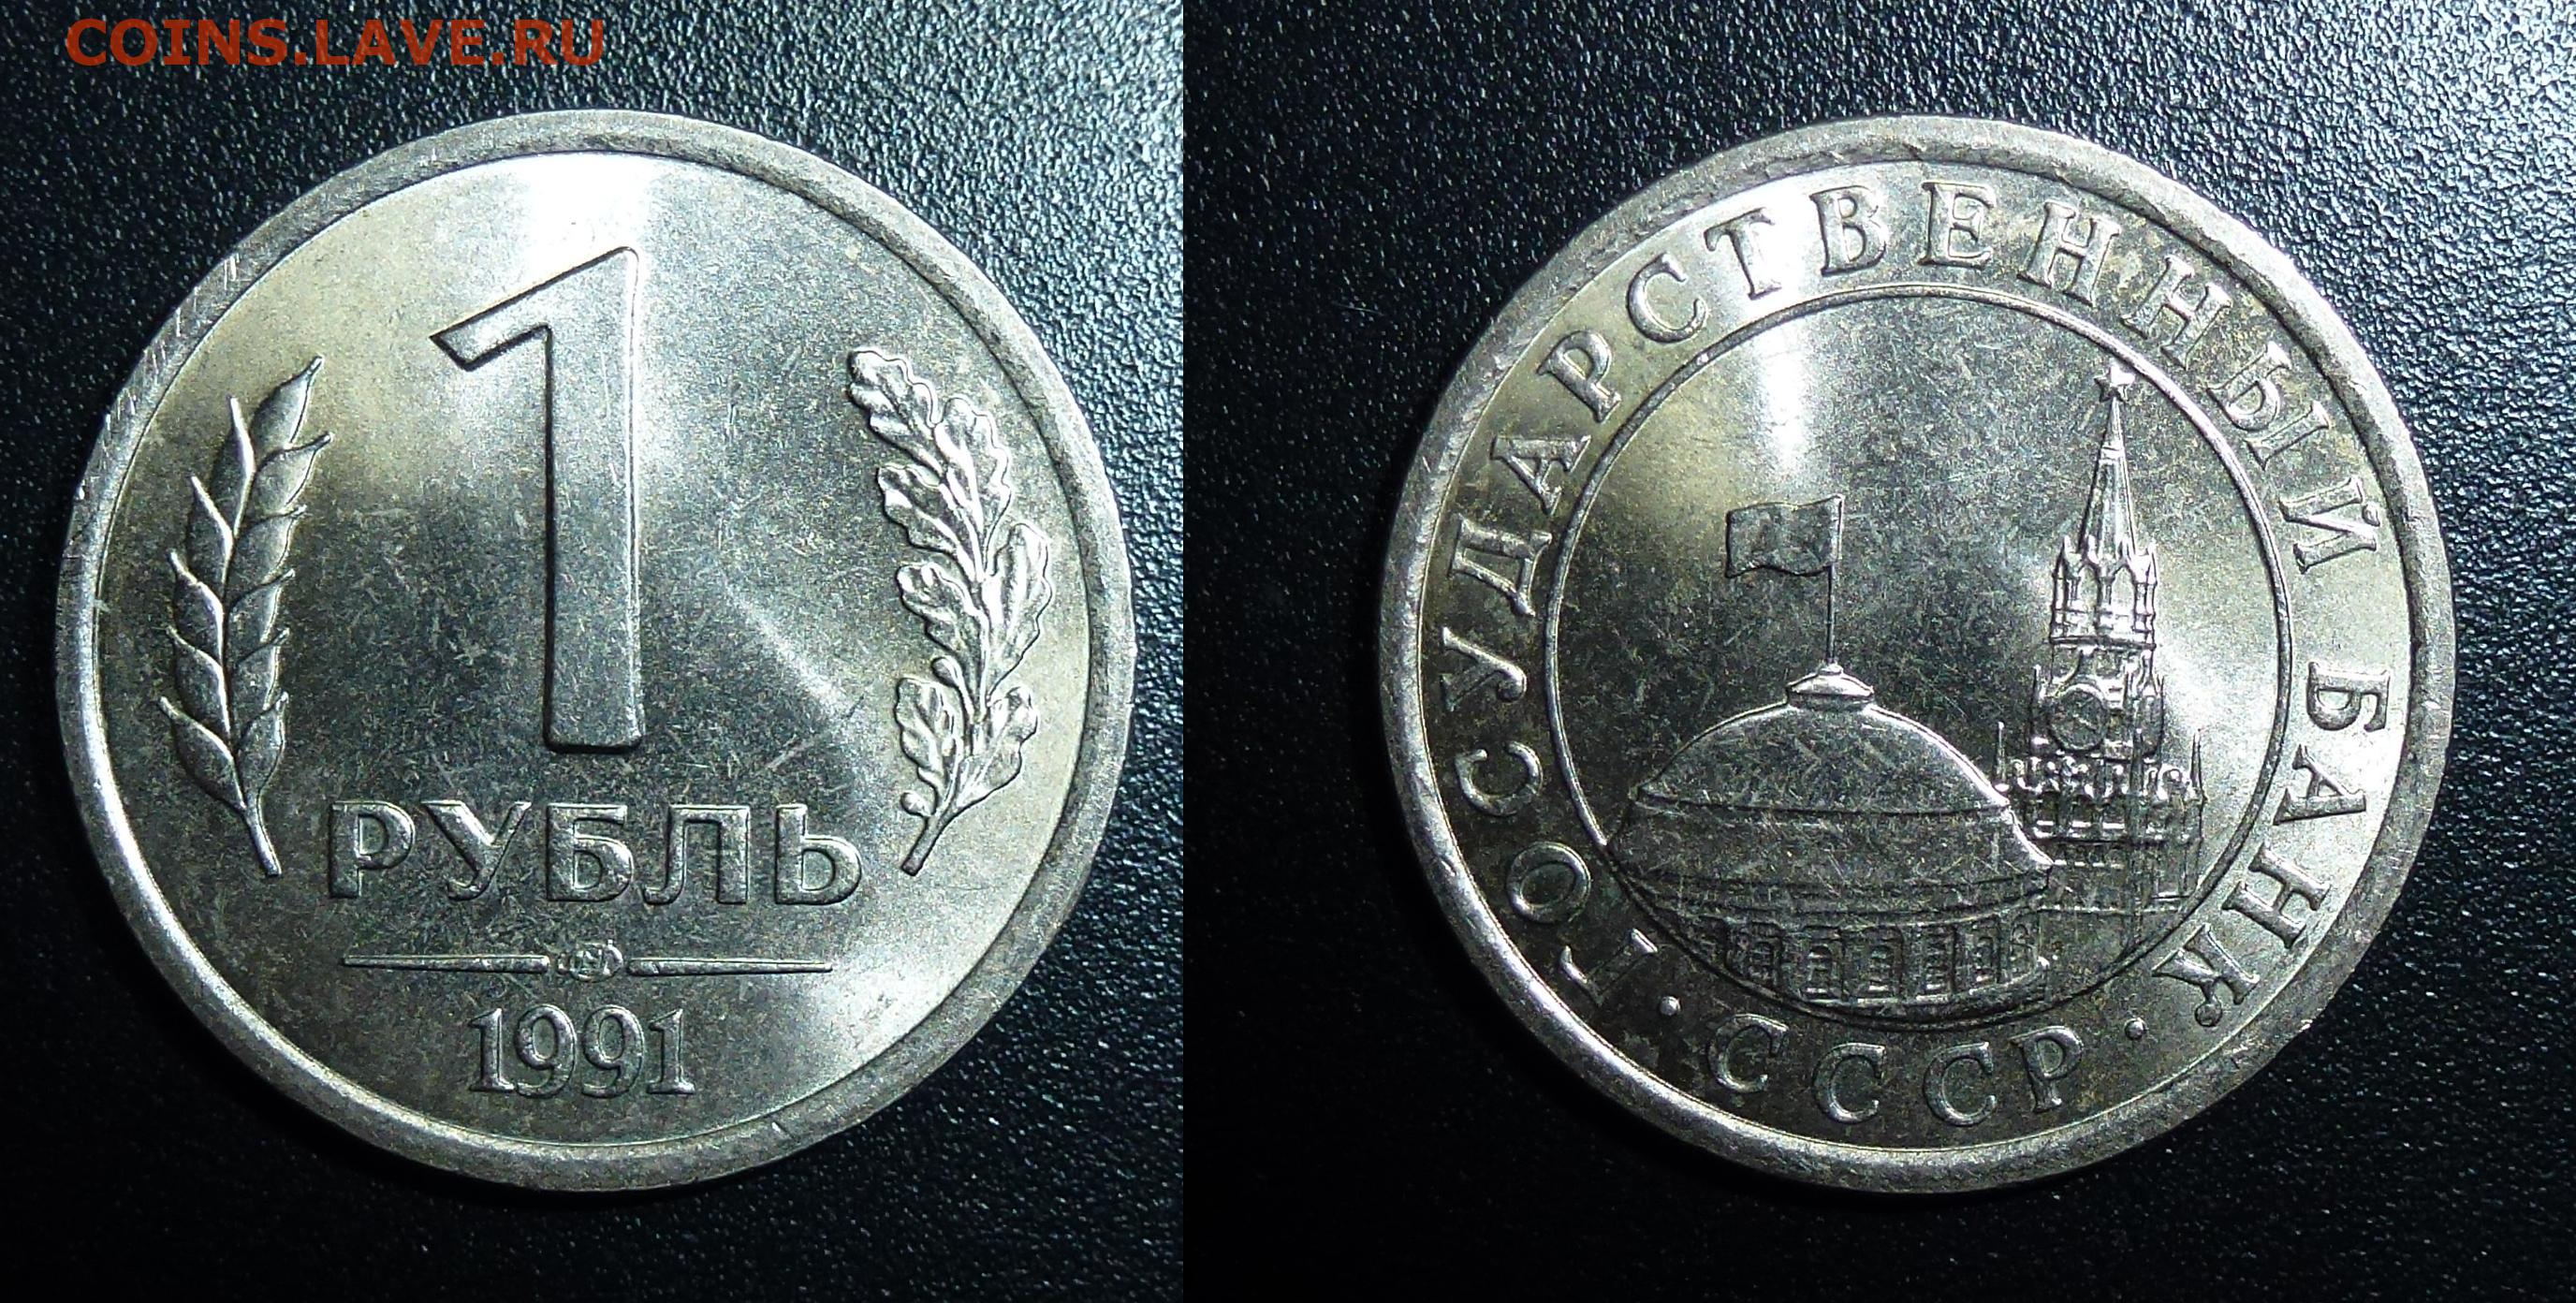 COINS.LAVE.RU
1
РУБЛЬ
1991
ГОСУДАРСТВЕННЫЙ БАНК
· СССР ·